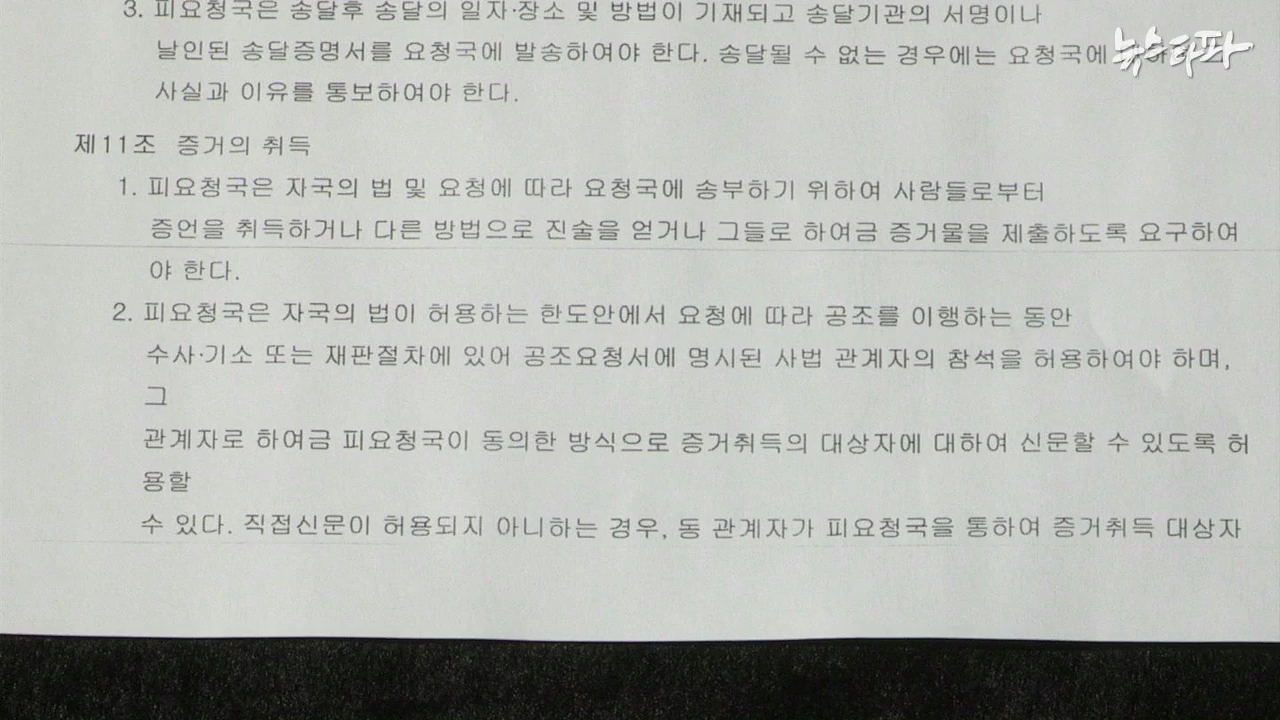 3. 피요청국은 송달후 송달의 일자·장소 및 방법이 기재되고 송달기관의 서명이나
날인된 송달증명서를 요청국에 발송하여야 한다. 송달될 수 없는 경우에는 요청국에
뉴스타파
사실과 이유를 통보하여야 한다.
제11조 증거의 취득
1. 피요청국은 자국의 법 및 요청에 따라 요청국에 송부하기 위하여 사람들로부터
증언을 취득하거나 다른 방법으로 진술을 얻거나 그들로 하여금 증거물을 제출하도록 요구하여
야 한다.
2. 피요청국은 자국의 법이 허용하는 한도안에서 요청에 따라 공조를 이행하는 동안
수사·기소 또는 재판절차에 있어 공조요청서에 명시된 사법 관계자의 참석을 허용하여야 하며,
그
관계자로 하여금 피요청국이 동의한 방식으로 증거취득의 대상자에 대하여 신문할 수 있도록 허
용할
수 있다. 직접신문이 허용되지 아니하는 경우, 동 관계자가 피요청국을 통하여 증거취득 대상자